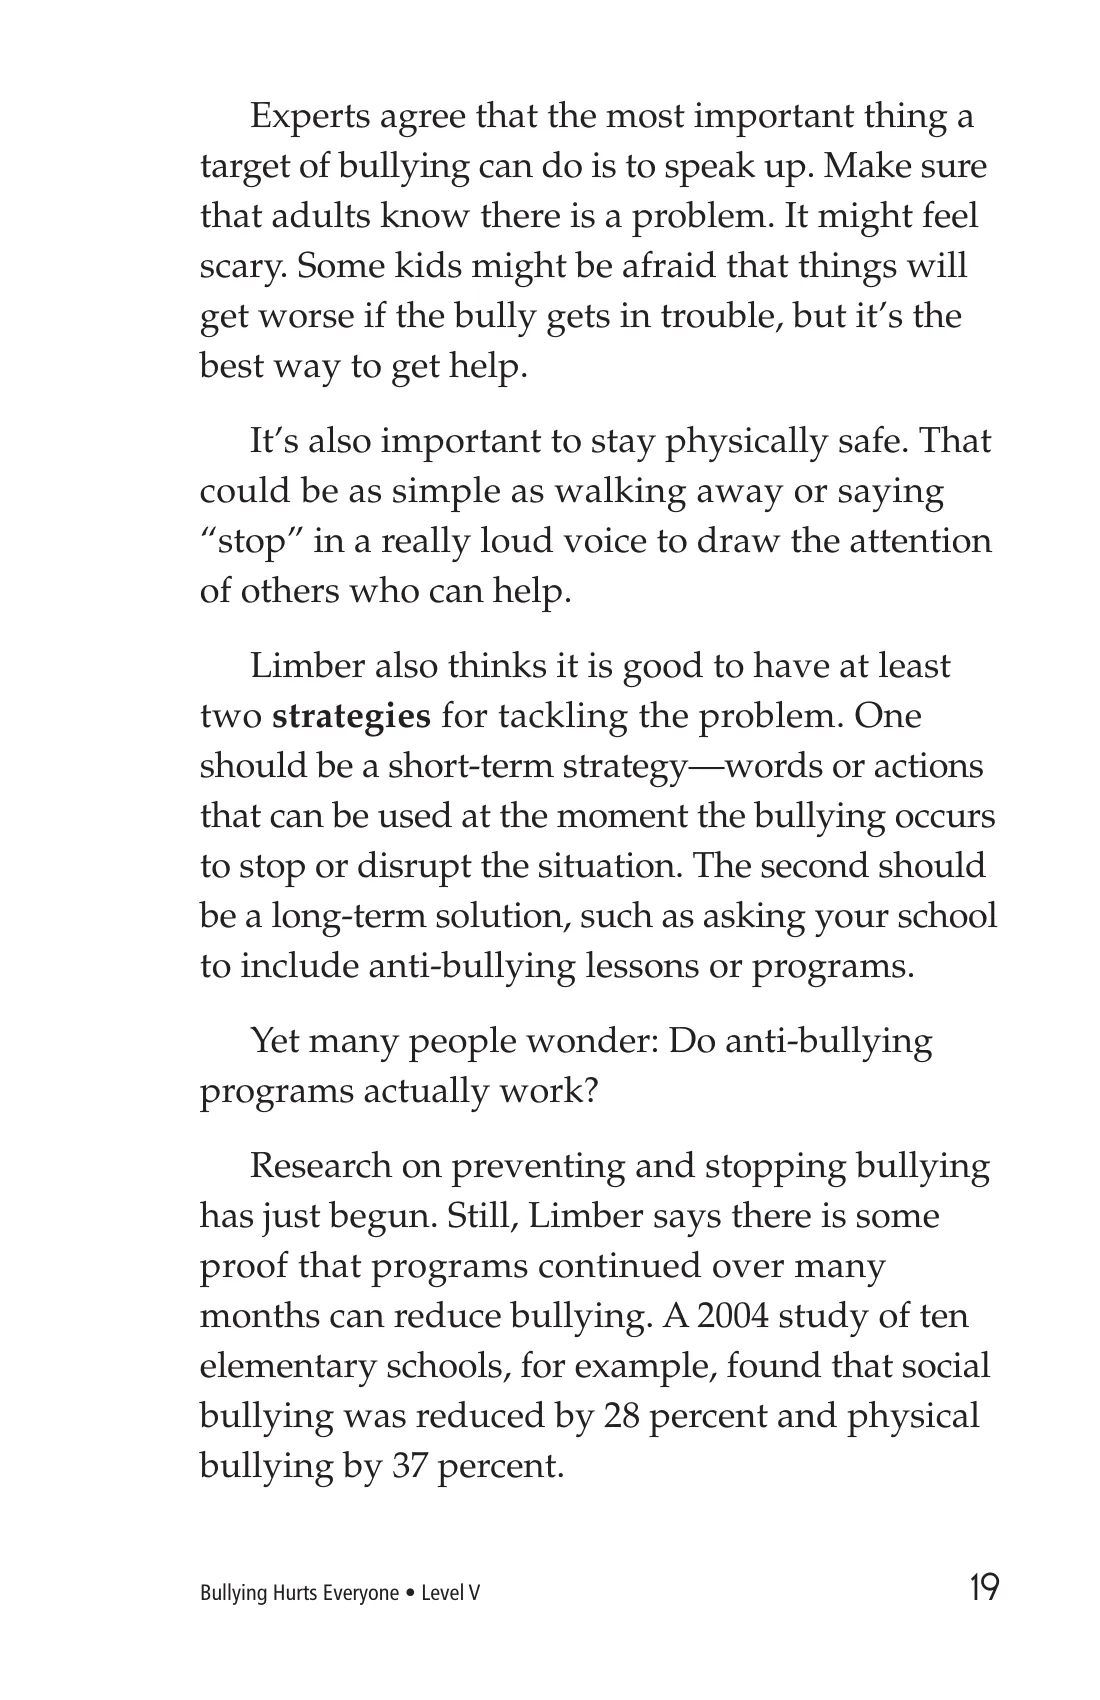 Experts agree that the most important thing a
target of bullying can do is to speak up. Make sure
that adults know there is a problem. It might feel
scary. Some kids might be afraid that things will
get worse if the bully gets in trouble, but it’s the
best way to get help.
It’s also important to stay physically safe. That
could be as simple as walking away or saying
“stop” in a really loud voice to draw the attention
of others who can help.
Limber also thinks it is good to have at least
two strategies for tackling the problem. One
should be a short-term strategy—words or actions
that can be used at the moment the bullying occurs
to stop or disrupt the situation. The second should
be a long-term solution, such as asking your school
to include anti-bullying lessons or programs.
Yet many people wonder: Do anti-bullying
programs actually work?
Research on preventing and stopping bullying
has just begun. Still, Limber says there is some
proof that programs continued over many
months can reduce bullying. A 2004 study of ten
elementary schools, for example, found that social
bullying was reduced by 28 percent and physical
bullying by 37 percent.
Bullying Hurts Everyone • Level V 19